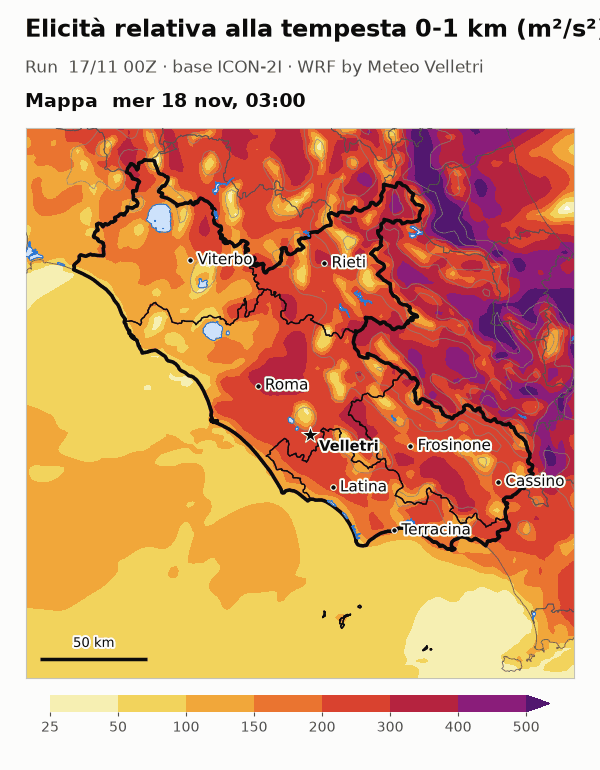 Elicità relativa alla tempesta 0-1 km (m²/s²)
Run  17/11 00Z · base ICON-2I · WRF by Meteo Velletri
Mappa  mer 18 nov, 03:00
Viterbo
Rieti
Roma
Velletri
Frosinone
Cassino
Latina
Terracina
50 km
25 50 100 150 200 300 400 500